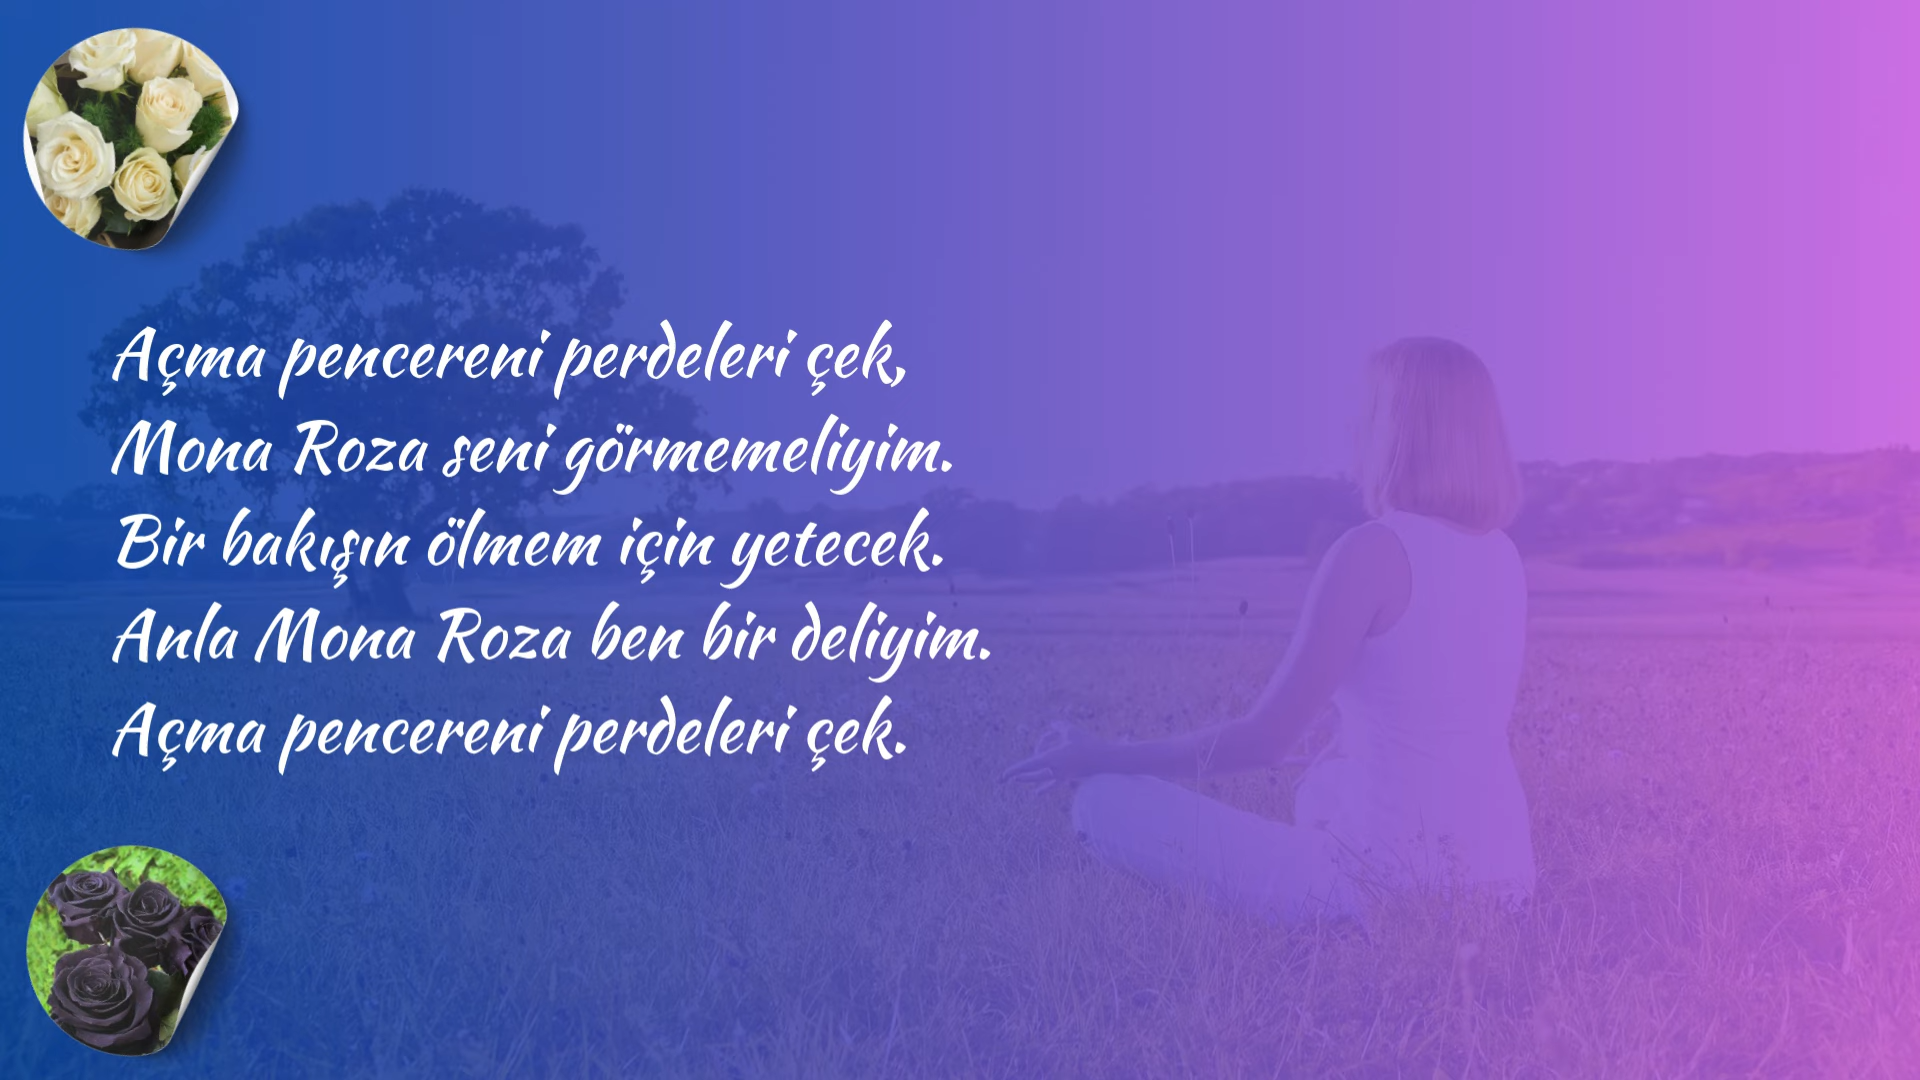 Açma pencereni perdeleri çek,
Mona Roza seni görmemeliyim.
Bir bakışın ölmem için yetecek.
Anla Mona Roza ben bir deliyim.
Açma pencereni perdeleri çek.